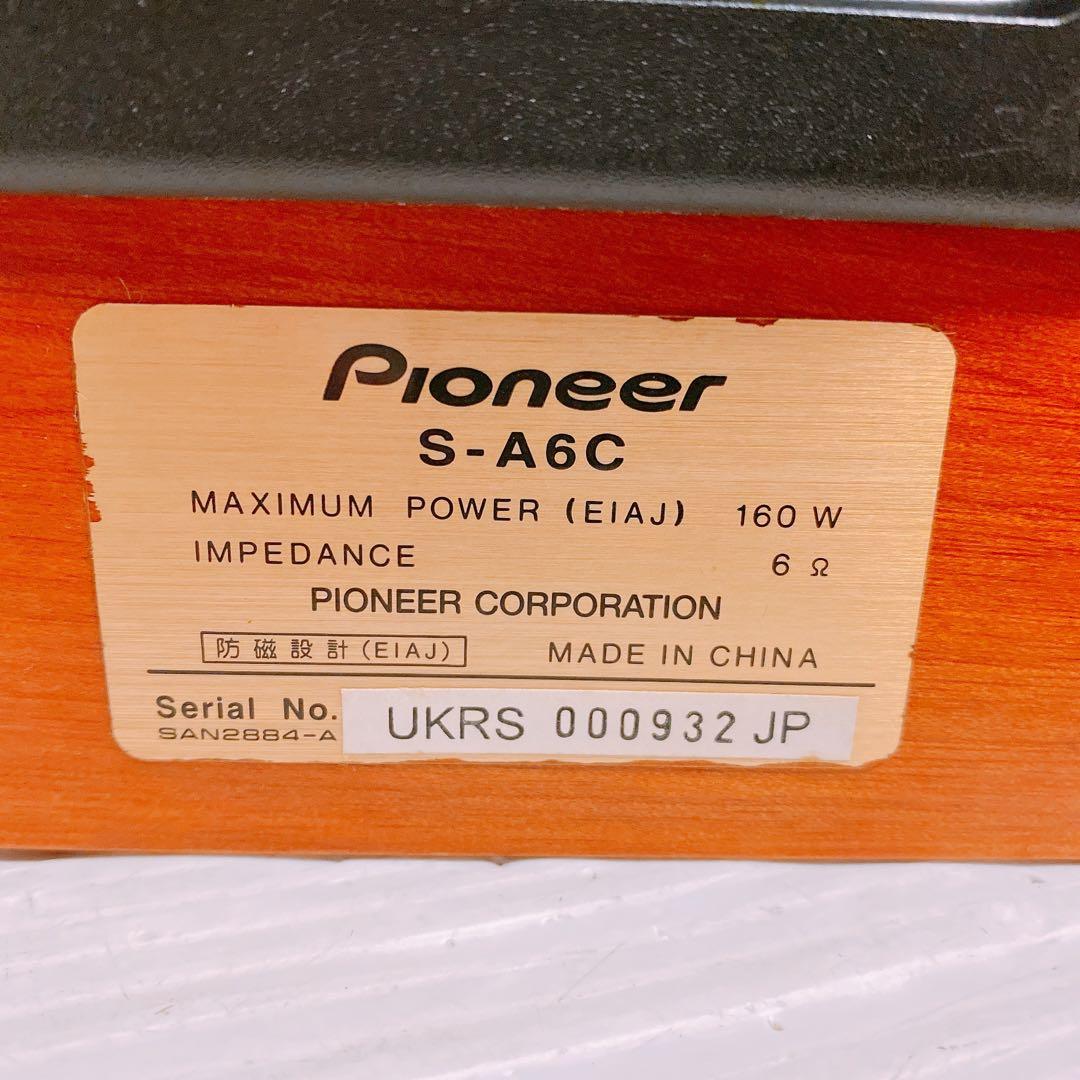 Pioneer
S-A6C
MAXIMUM POWER (EIAJ) 160 W
IMPEDANCE 6 Ω
PIONEER CORPORATION
防磁設計(EIAJ) MADE IN CHINA
Serial No. UKRS 000932 JP
SAN2884-A